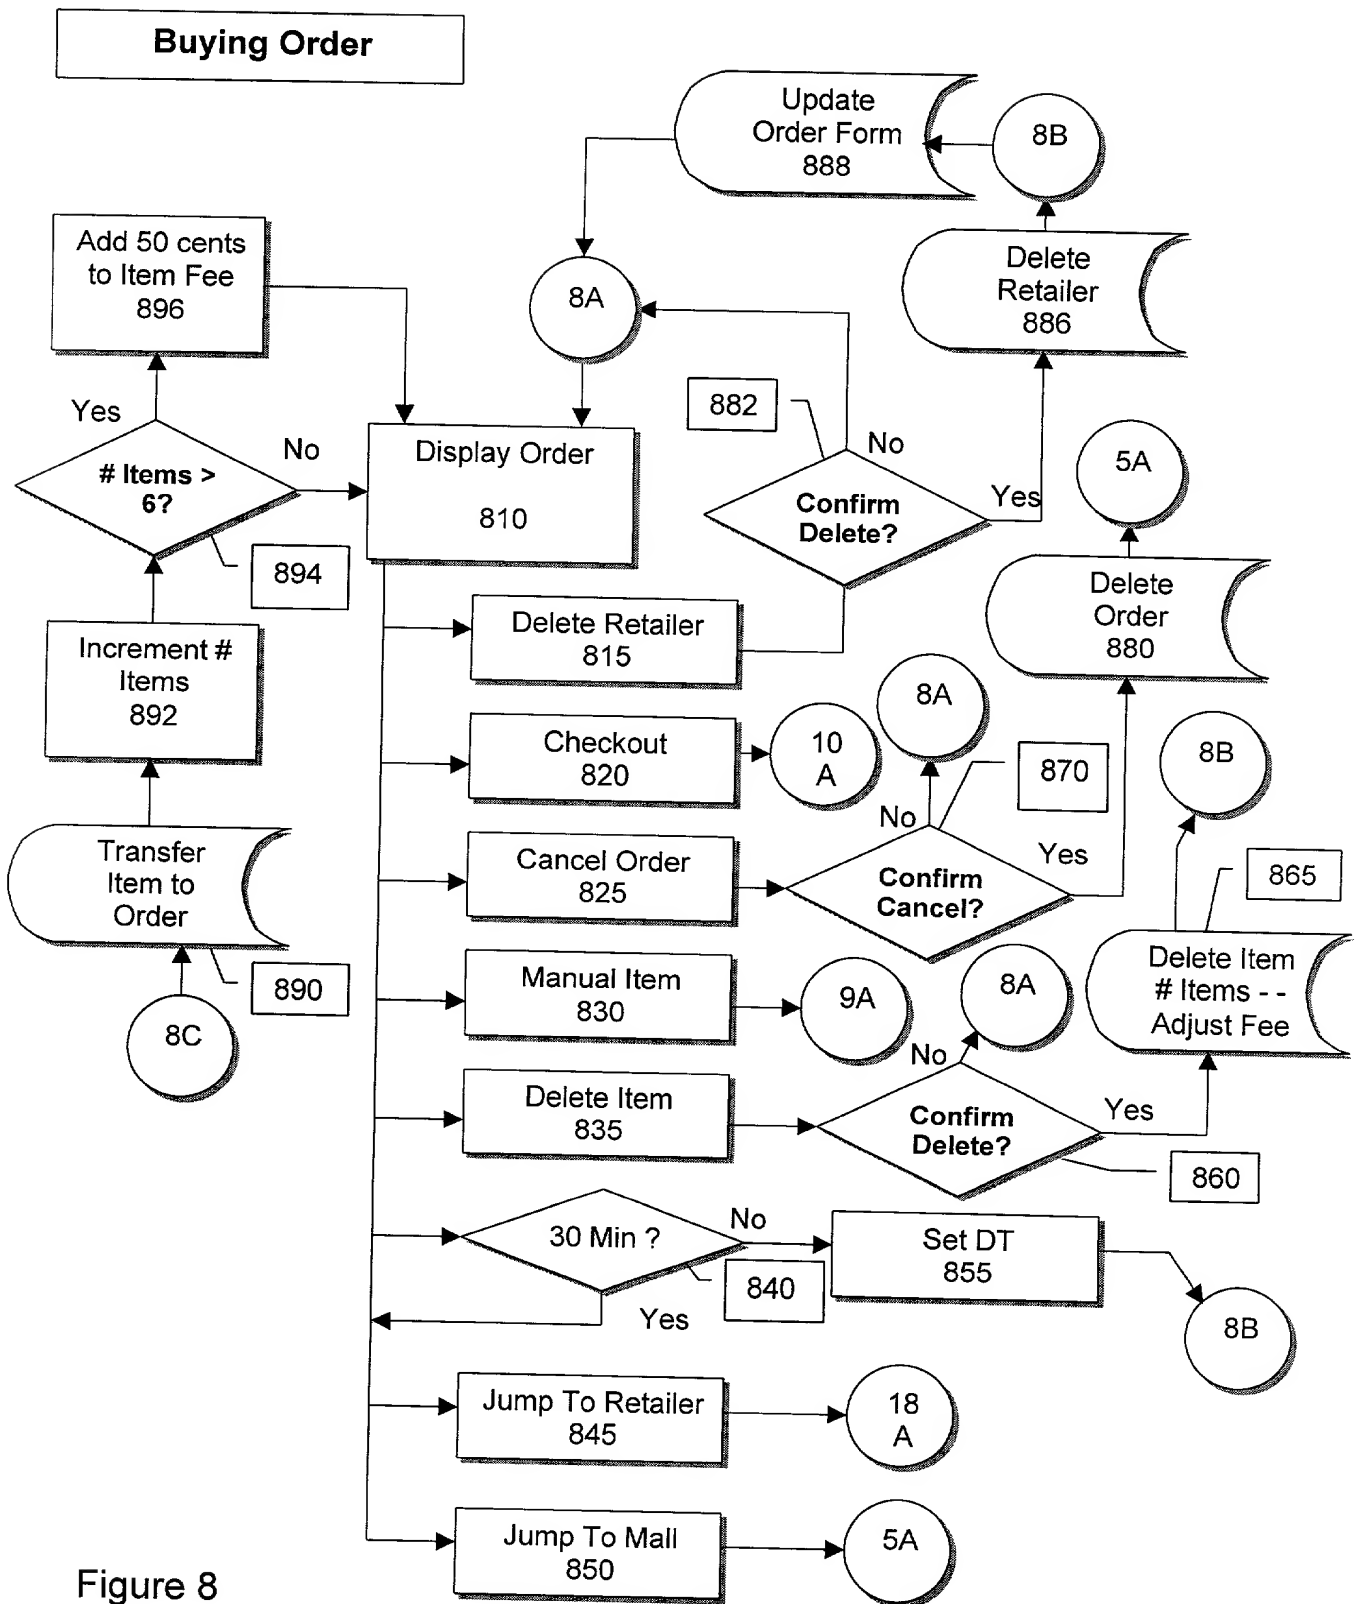 Buying Order
Update
Order Form
888
8B
Add 50 cents
to Item Fee
896
8A
Delete
Retailer
886
Yes
882
No
# Items >
6?
No
Display Order
810
Confirm
Delete?
Yes
5A
894
Delete
Order
880
Increment #
Items
892
Delete Retailer
815
8A
Checkout
820
10
A
870
8B
No
Transfer
Item to
Order
Cancel Order
825
Confirm
Cancel?
Yes
865
890
Manual Item
830
9A
8A
Delete Item
# Items - -
Adjust Fee
8C
No
Delete Item
835
Confirm
Delete?
Yes
860
30 Min ?
No
Set DT
855
840
Yes
8B
Jump To Retailer
845
18
A
Jump To Mall
850
5A
Figure 8